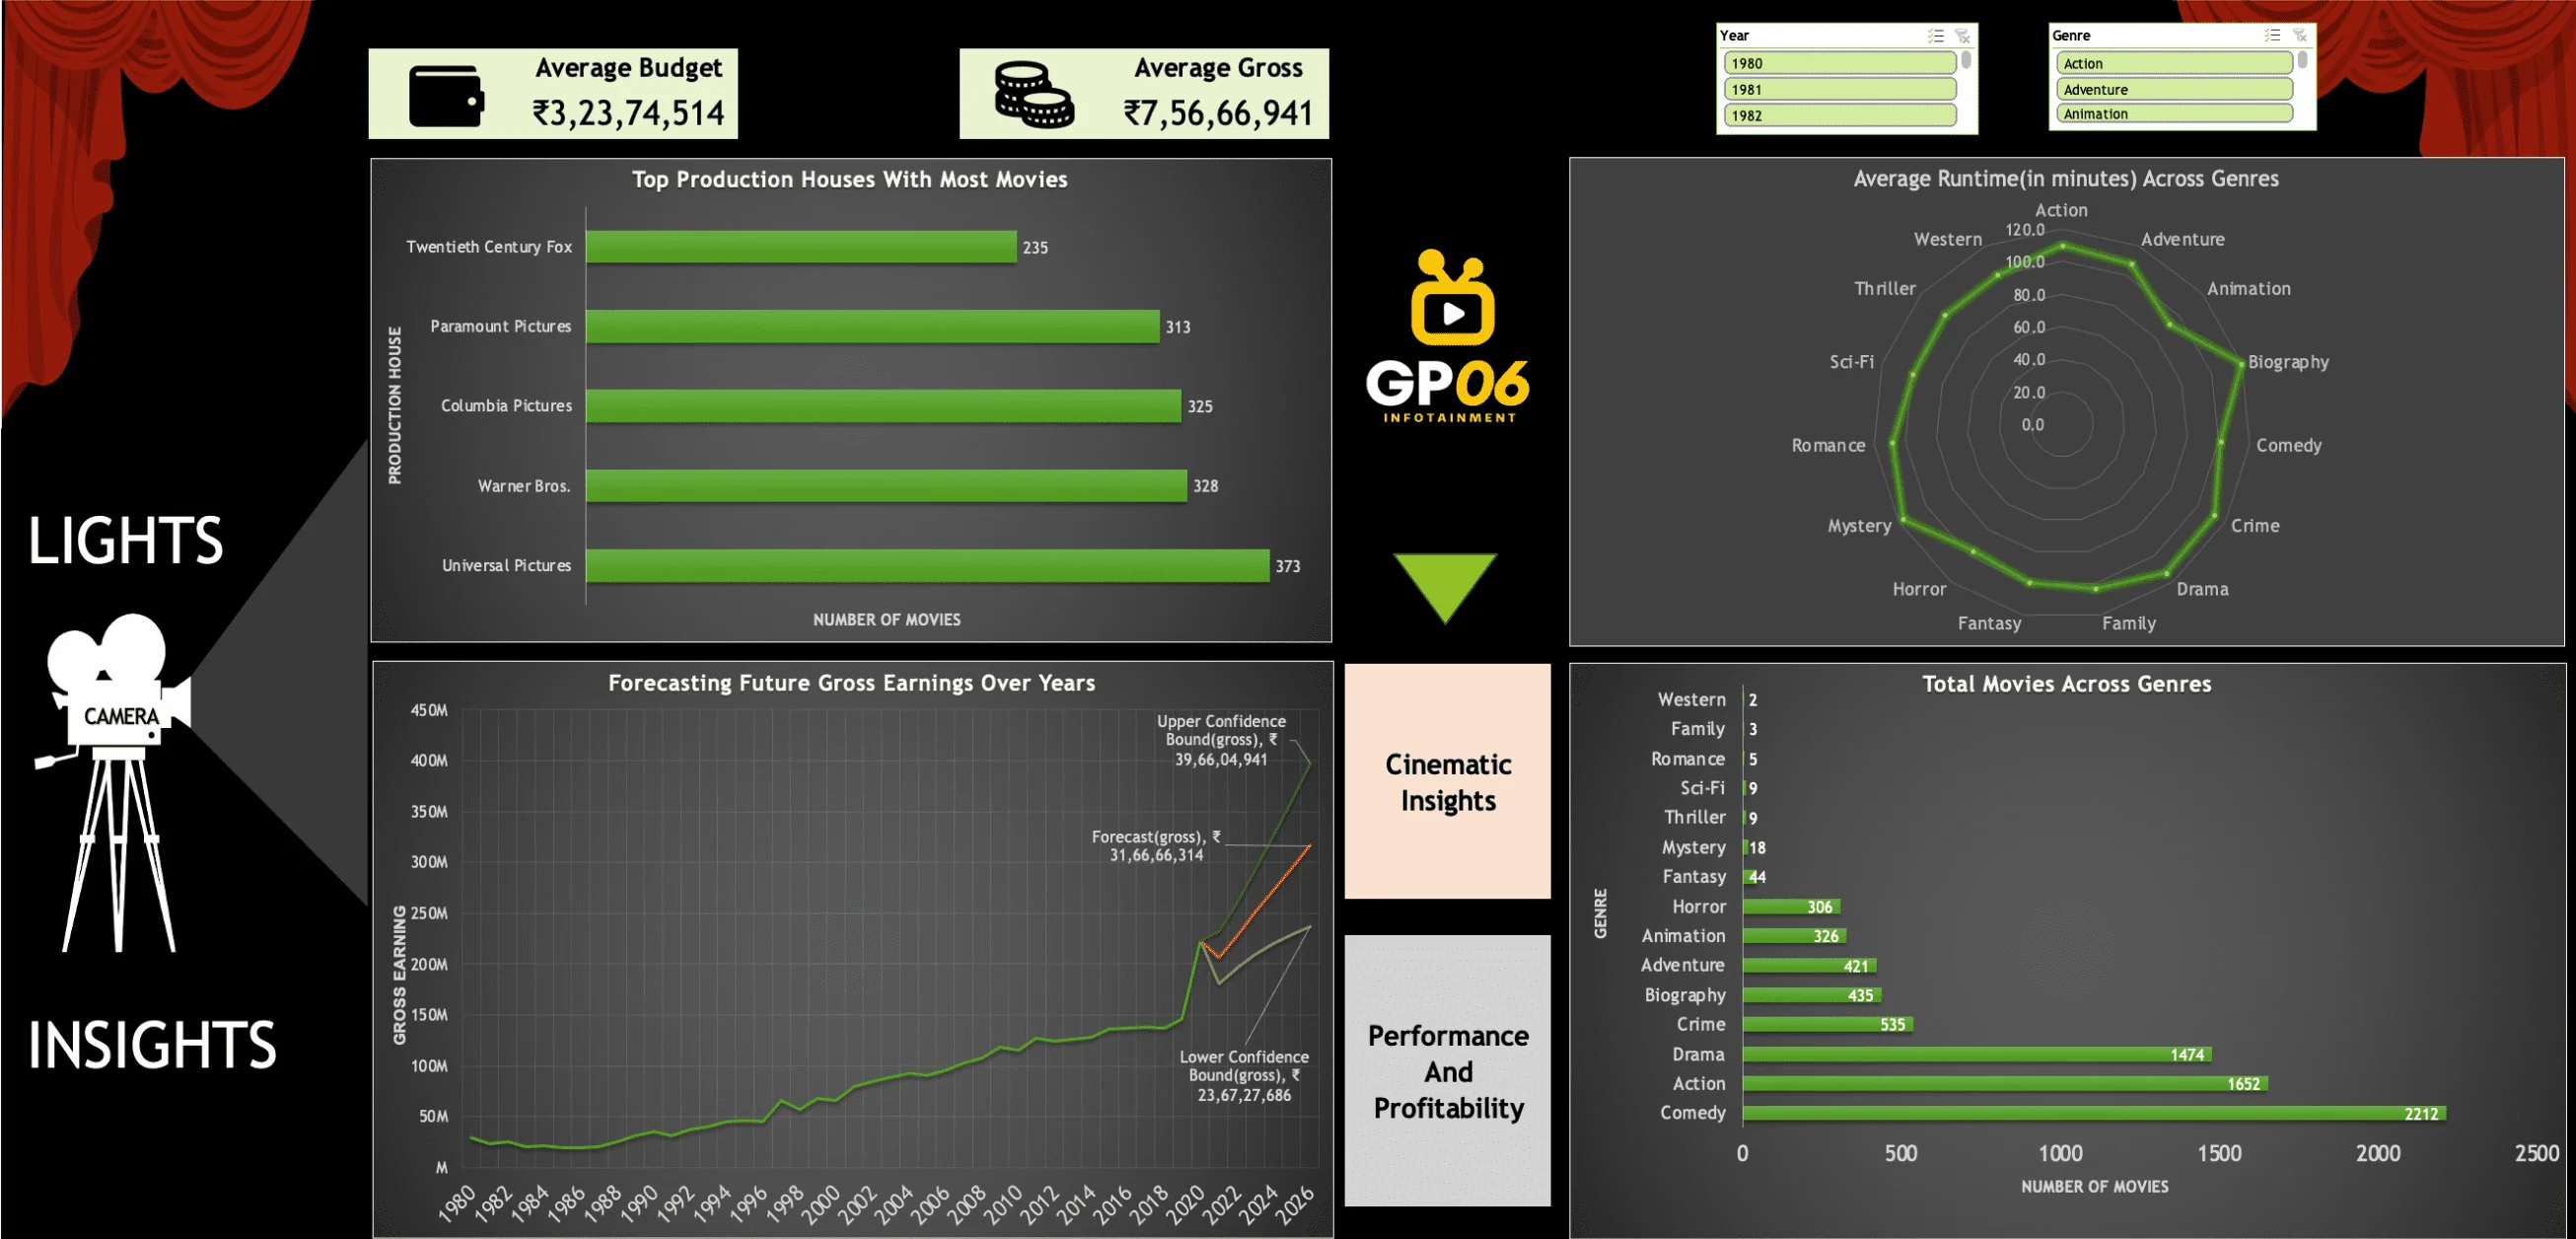 Average Budget
₹3,23,74,514
Average Gross
₹7,56,66,941
Year
1980
1981
1982
Genre
Action
Adventure
Animation
Top Production Houses With Most Movies
PRODUCTION HOUSE
Twentieth Century Fox
235
Paramount Pictures
313
Columbia Pictures
325
Warner Bros.
328
Universal Pictures
373
NUMBER OF MOVIES
GP06
INFOTAINMENT
Average Runtime(in minutes) Across Genres
Action
Adventure
Animation
Biography
Comedy
Crime
Drama
Family
Fantasy
Horror
Mystery
Romance
Sci-Fi
Thriller
Western
120.0
100.0
80.0
60.0
40.0
20.0
0.0
LIGHTS
CAMERA
INSIGHTS
Forecasting Future Gross Earnings Over Years
GROSS EARNING
450M
400M
350M
300M
250M
200M
150M
100M
50M
M
Upper Confidence
Bound(gross), ₹
39,66,04,941
Forecast(gross), ₹
31,66,66,314
Lower Confidence
Bound(gross), ₹
23,67,27,686
1980
1982
1984
1986
1988
1990
1992
1994
1996
1998
2000
2002
2004
2006
2008
2010
2012
2014
2016
2018
2020
2022
2024
2026
Cinematic
Insights
Performance
And
Profitability
Total Movies Across Genres
GENRE
Western 2
Family 3
Romance 5
Sci-Fi 9
Thriller 9
Mystery 18
Fantasy 44
Horror 306
Animation 326
Adventure 421
Biography 435
Crime 535
Drama 1474
Action 1652
Comedy 2212
0 500 1000 1500 2000 2500
NUMBER OF MOVIES